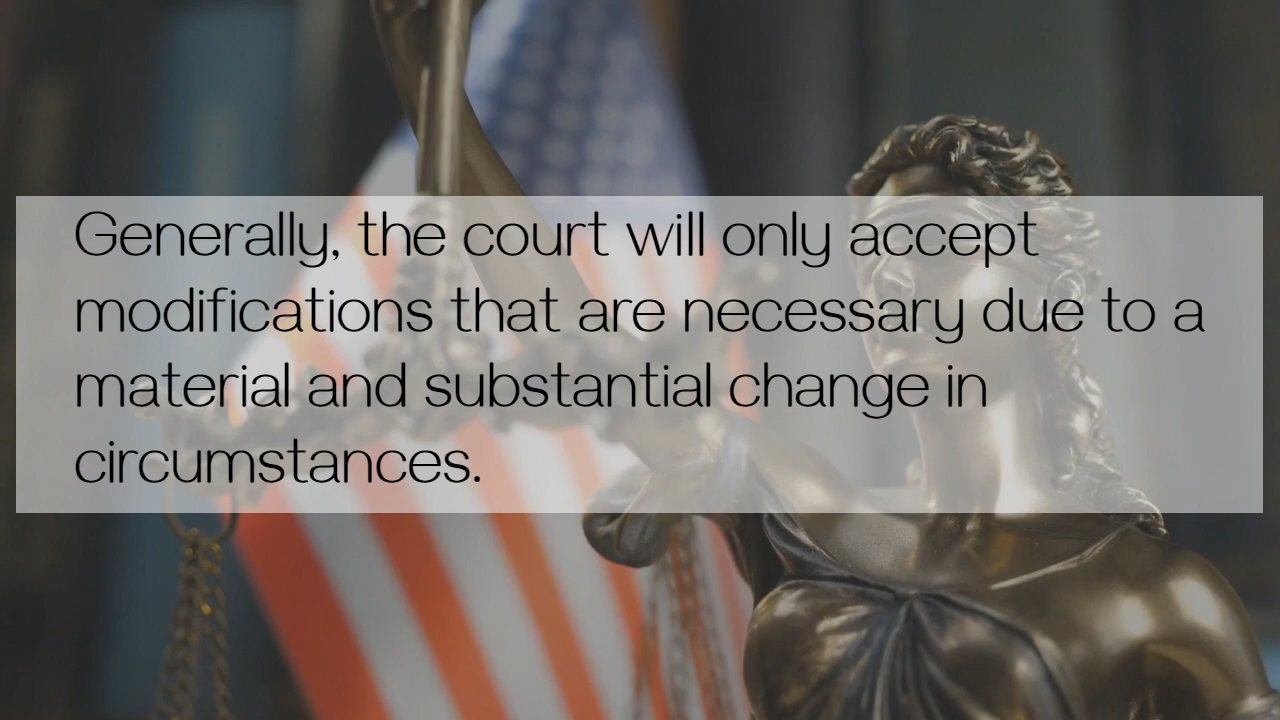 Generally, the court will only accept
modifications that are necessary due to a
material and substantial change in
circumstances.